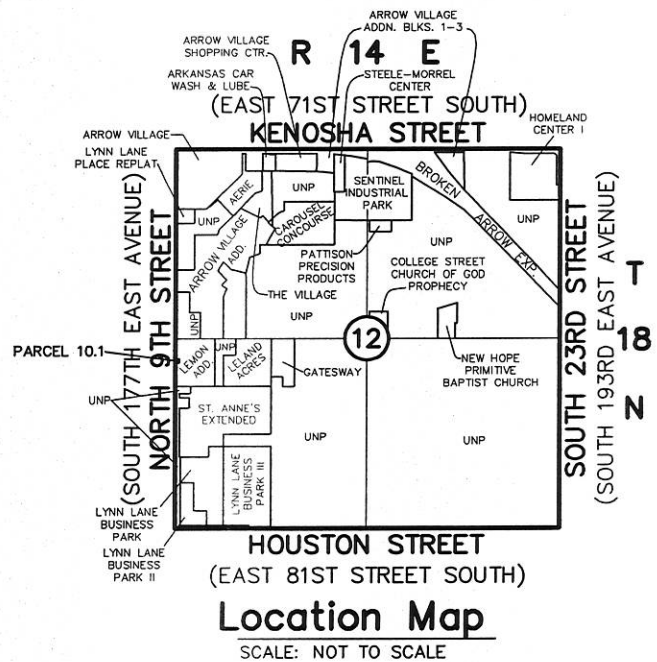 ARROW VILLAGE
ADDN. BLKS. 1-3
ARROW VILLAGE
SHOPPING CTR.
R 14 E
ARKANSAS CAR
WASH & LUBE
STEELE-MORREL
CENTER
(EAST 71ST STREET SOUTH)
KENOSHA STREET
HOMELAND
CENTER I
ARROW VILLAGE
LYNN LANE
PLACE REPLAT
AERIE
UNP
SENTINEL
INDUSTRIAL
PARK
BROKEN
ARROW EXP.
UNP
UNP
CAROUSEL
CONCOURSE
ARROW VILLAGE
ADD.
PATTISON
PRECISION
PRODUCTS
UNP
COLLEGE STREET
CHURCH OF GOD
PROPHECY
THE VILLAGE
UNP
UNP
12
PARCEL 10.1
LEMON
ADD.
UNP
LELAND
ACRES
GATESWAY
NEW HOPE
PRIMITIVE
BAPTIST CHURCH
UNP
ST. ANNE'S
EXTENDED
UNP
UNP
LYNN LANE
BUSINESS
PARK III
LYNN LANE
BUSINESS
PARK
LYNN LANE
BUSINESS
PARK II
(SOUTH 177TH EAST AVENUE)
NORTH 9TH STREET
SOUTH 23RD STREET
(SOUTH 193RD EAST AVENUE)
T
18
N
HOUSTON STREET
(EAST 81ST STREET SOUTH)
Location Map
SCALE: NOT TO SCALE